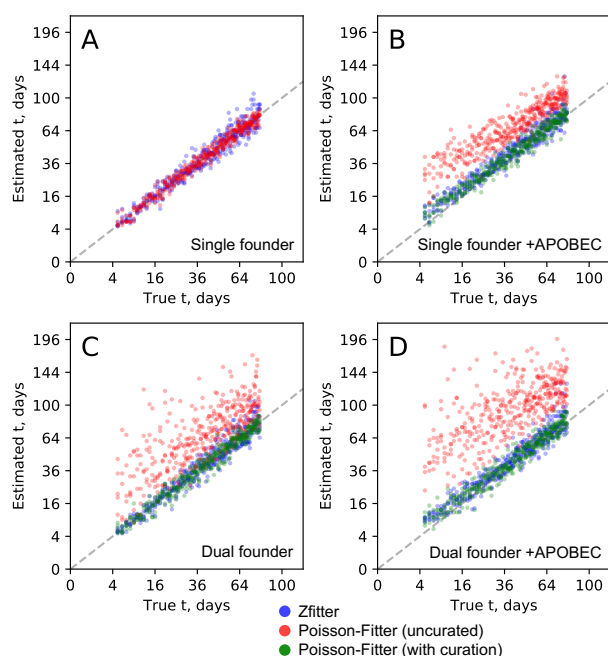 A
Estimated t, days
196
144
100
64
36
16
4
0
Single founder
0 4 16 36 64 100
True t, days
B
Estimated t, days
196
144
100
64
36
16
4
0
Single founder +APOBEC
0 4 16 36 64 100
True t, days
C
Estimated t, days
196
144
100
64
36
16
4
0
Dual founder
0 4 16 36 64 100
True t, days
D
Estimated t, days
196
144
100
64
36
16
4
0
Dual founder +APOBEC
0 4 16 36 64 100
True t, days
Zfitter
Poisson-Fitter (uncurated)
Poisson-Fitter (with curation)